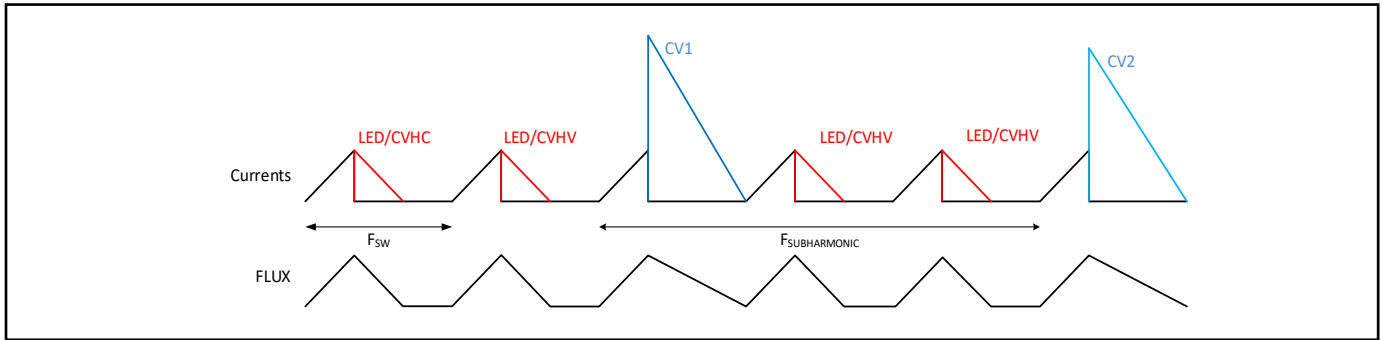 CV1
CV2
LED/CVHC
LED/CVHV
LED/CVHV
LED/CVHV
Currents
FSW
FSUBHARMONIC
FLUX